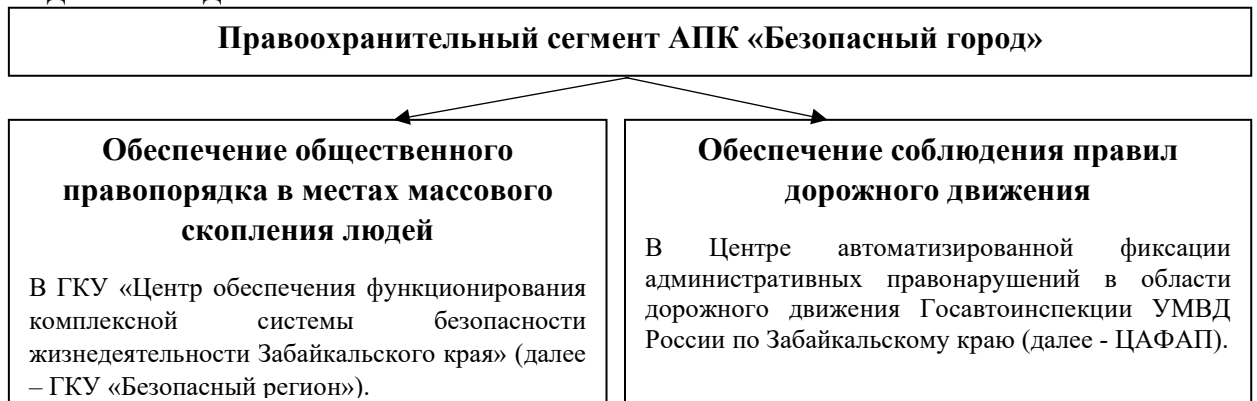 Правоохранительный сегмент АПК «Безопасный город»
Обеспечение общественного
правопорядка в местах массового
скопления людей
В ГКУ «Центр обеспечения функционирования
комплексной системы безопасности
жизнедеятельности Забайкальского края» (далее
– ГКУ «Безопасный регион»).
Обеспечение соблюдения правил
дорожного движения
В Центре автоматизированной фиксации
административных правонарушений в области
дорожного движения Госавтоинспекции УМВД
России по Забайкальскому краю (далее - ЦАФАП).